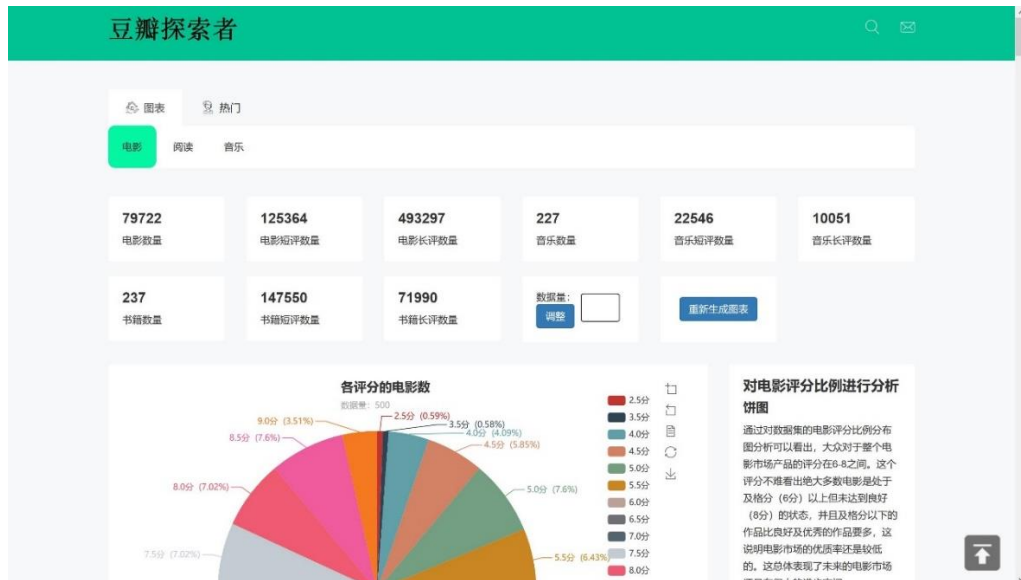 豆瓣探索者
图表
热门
电影
阅读
音乐
79722
电影数量
125364
电影短评数量
493297
电影长评数量
227
音乐数量
22546
音乐短评数量
10051
音乐长评数量
237
书籍数量
147550
书籍短评数量
71990
书籍长评数量
数据量：
调整
重新生成图表
各评分的电影数
数据量：500
2.5分 (0.59%)
3.5分 (0.58%)
4.0分 (4.09%)
4.5分 (5.85%)
5.0分 (7.6%)
5.5分 (6.43%)
9.0分 (3.51%)
8.5分 (7.6%)
8.0分 (7.02%)
7.5分 (7.02%)
2.5分
3.5分
4.0分
4.5分
5.0分
5.5分
6.0分
6.5分
7.0分
7.5分
8.0分
对电影评分比例进行分析
饼图
通过对数据集的电影评分比例分布
图分析可以看出，大众对于整个电
影市场产品的评分在6-8之间。这个
评分不难看出绝大多数电影是处于
及格分（6分）以上但未达到良好
（8分）的状态，并且及格分以下的
作品比良好及优秀的作品要多，这
说明电影市场的优质率还是较低
的。这总体表现了未来的电影市场